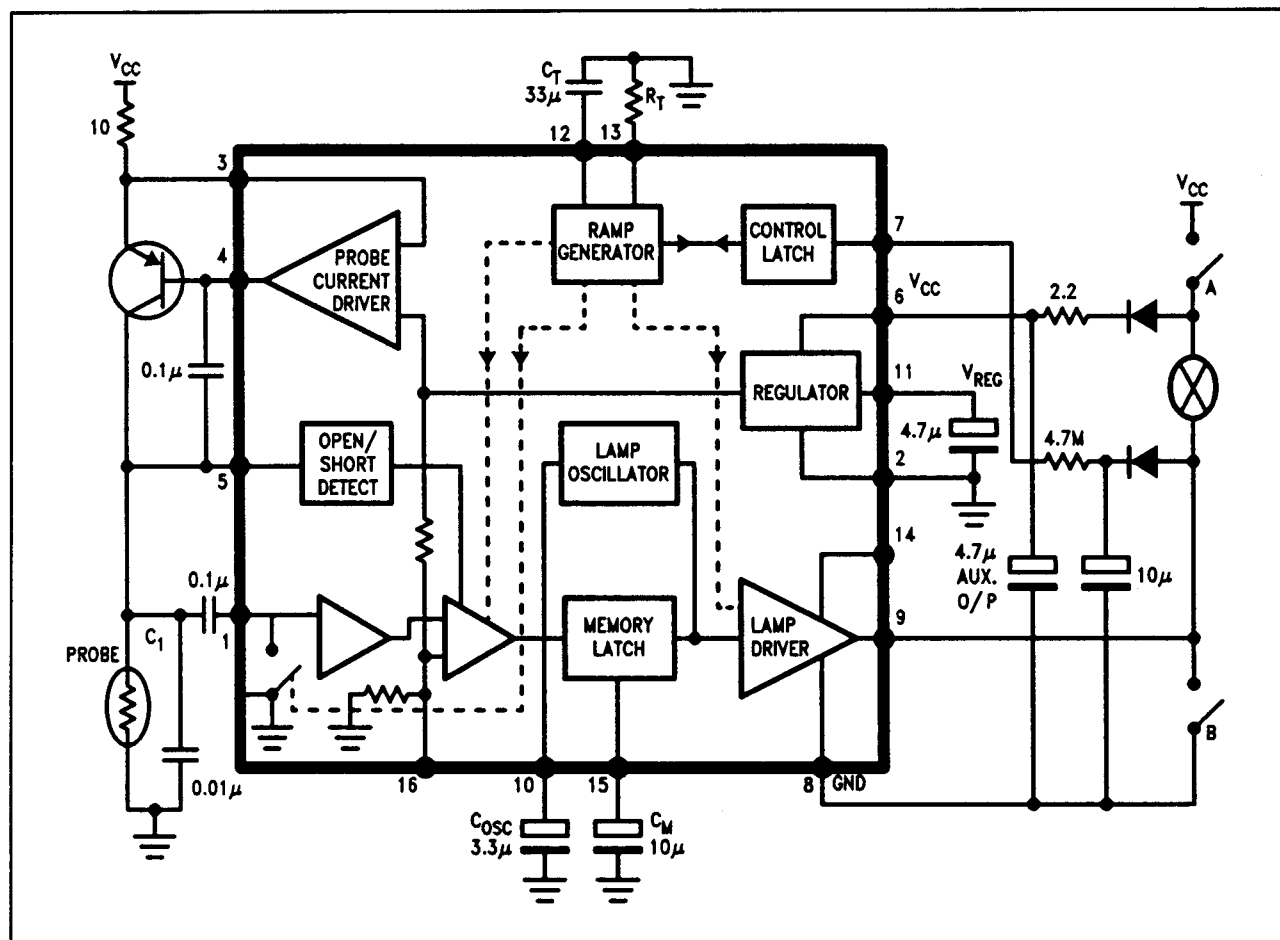 V_CC
10
C_T
33μ
R_T
12
13
3
4
5
1
PROBE
CURRENT
DRIVER
RAMP
GENERATOR
CONTROL
LATCH
7
V_CC
6
2.2
V_CC
A
0.1μ
REGULATOR
11
V_REG
4.7μ
2
4.7M
OPEN/
SHORT
DETECT
LAMP
OSCILLATOR
14
4.7μ
AUX.
O/P
10μ
0.1μ
C_1
PROBE
0.01μ
MEMORY
LATCH
LAMP
DRIVER
9
B
16
10
15
8
GND
C_OSC
3.3μ
C_M
10μ